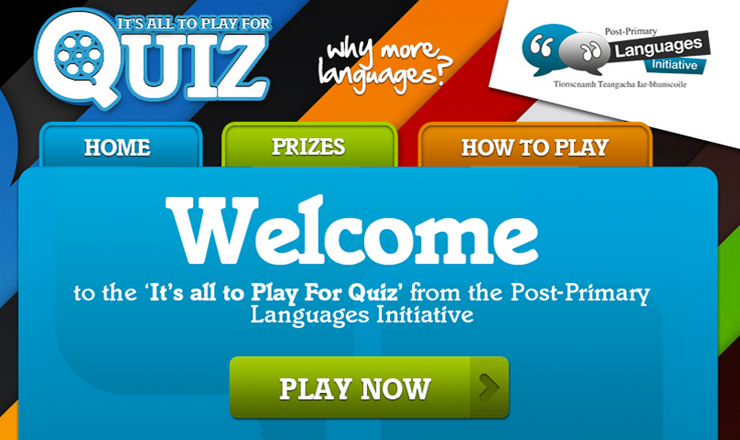 IT'S ALL TO PLAY FOR
QUIZ
why more
languages?
Post-Primary
Languages
Initiative
Tionscnamh Teangacha Iar-bhunscoile
HOME
PRIZES
HOW TO PLAY
Welcome
to the ‘It's all to Play For Quiz’ from the Post-Primary
Languages Initiative
PLAY NOW